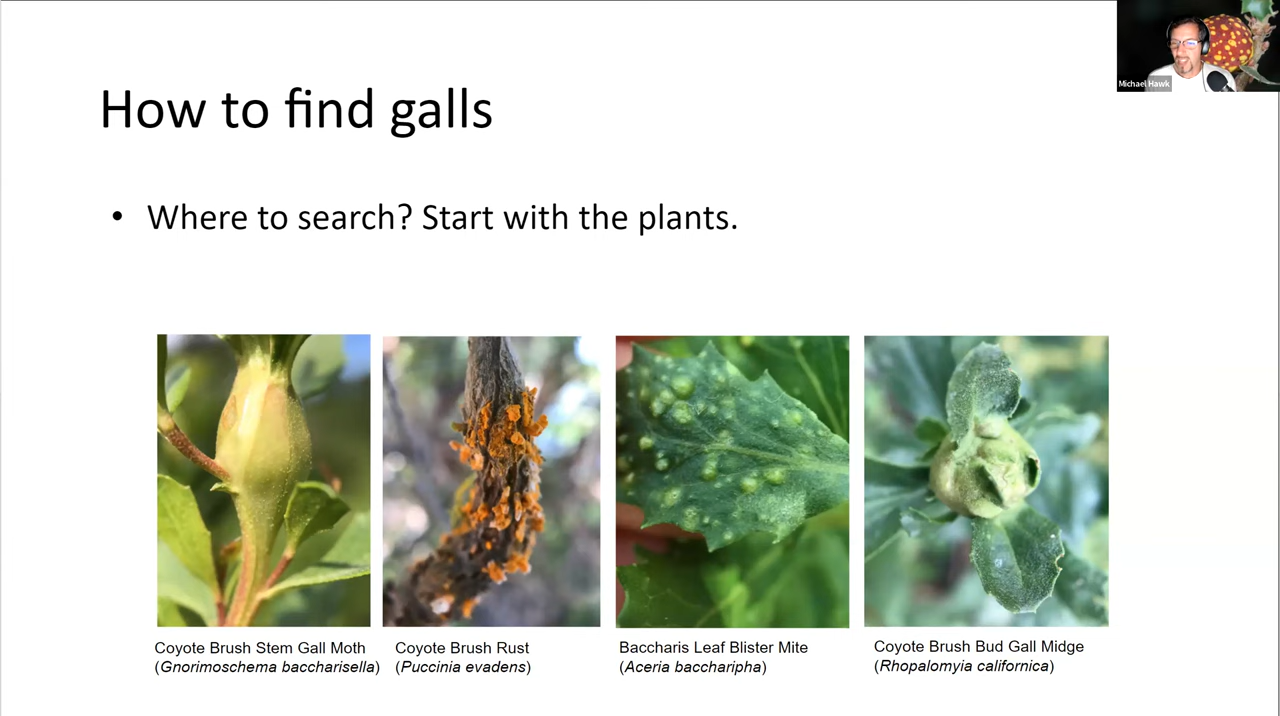 Michael Hawk
How to find galls
• Where to search? Start with the plants.
Coyote Brush Stem Gall Moth
(Gnorimoschema baccharisella)
Coyote Brush Rust
(Puccinia evadens)
Baccharis Leaf Blister Mite
(Aceria baccharipha)
Coyote Brush Bud Gall Midge
(Rhopalomyia californica)